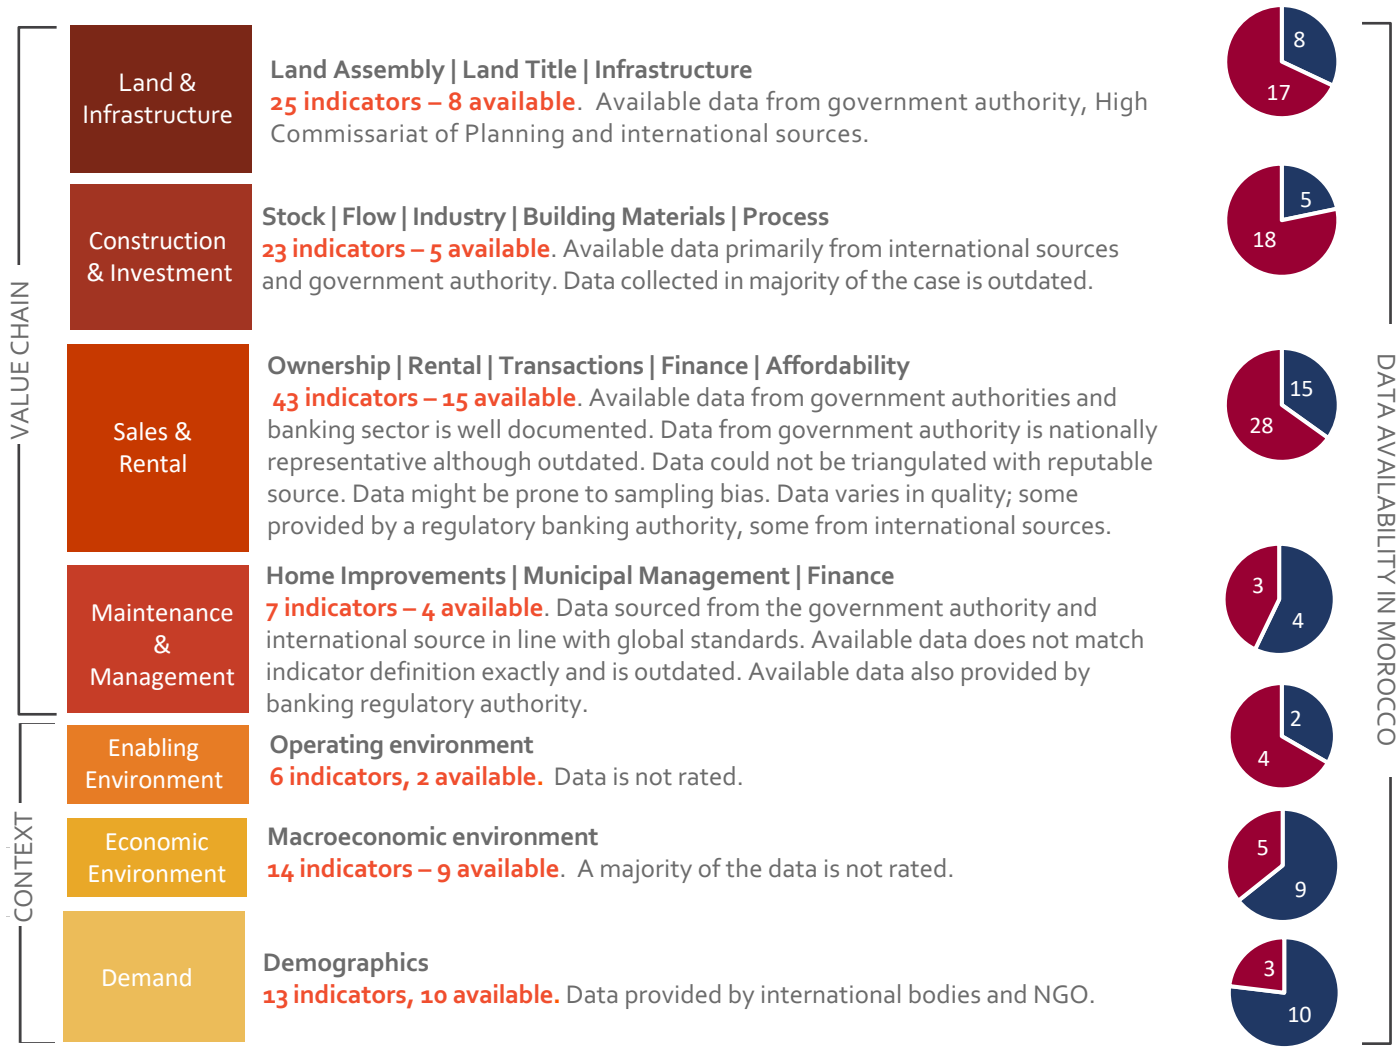 VALUE CHAIN
Land &
Infrastructure
Land Assembly | Land Title | Infrastructure
25 indicators – 8 available. Available data from government authority, High
Commissariat of Planning and international sources.
8
17
Construction
& Investment
Stock | Flow | Industry | Building Materials | Process
23 indicators – 5 available. Available data primarily from international sources
and government authority. Data collected in majority of the case is outdated.
5
18
Sales &
Rental
Ownership | Rental | Transactions | Finance | Affordability
43 indicators – 15 available. Available data from government authorities and
banking sector is well documented. Data from government authority is nationally
representative although outdated. Data could not be triangulated with reputable
source. Data might be prone to sampling bias. Data varies in quality; some
provided by a regulatory banking authority, some from international sources.
15
28
Maintenance
&
Management
Home Improvements | Municipal Management | Finance
7 indicators – 4 available. Data sourced from the government authority and
international source in line with global standards. Available data does not match
indicator definition exactly and is outdated. Available data also provided by
banking regulatory authority.
3
4
CONTEXT
Enabling
Environment
Operating environment
6 indicators, 2 available. Data is not rated.
2
4
Economic
Environment
Macroeconomic environment
14 indicators – 9 available. A majority of the data is not rated.
5
9
Demand
Demographics
13 indicators, 10 available. Data provided by international bodies and NGO.
3
10
DATA AVAILABILITY IN MOROCCO